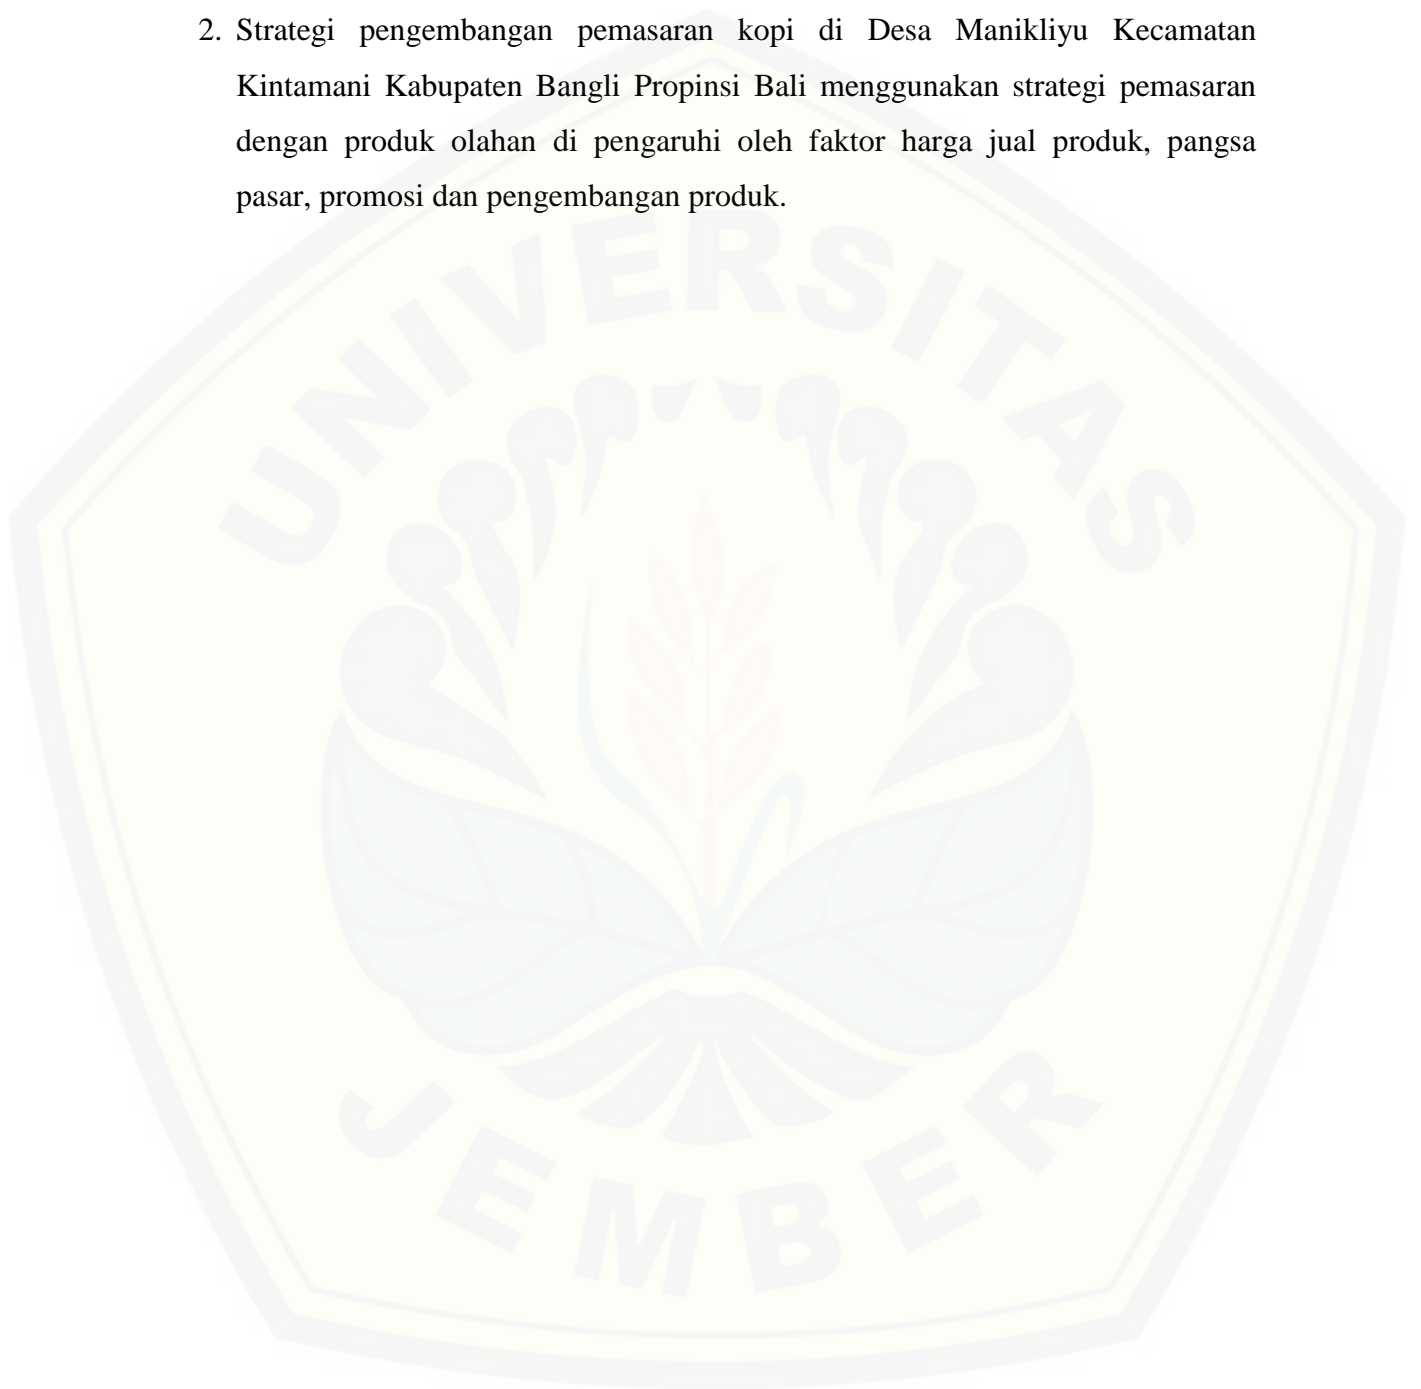 2. Strategi pengembangan pemasaran kopi di Desa Manikliyu Kecamatan
Kintamani Kabupaten Bangli Propinsi Bali menggunakan strategi pemasaran
dengan produk olahan di pengaruhi oleh faktor harga jual produk, pangsa
pasar, promosi dan pengembangan produk.
UNIVERSITAS
JEMBER